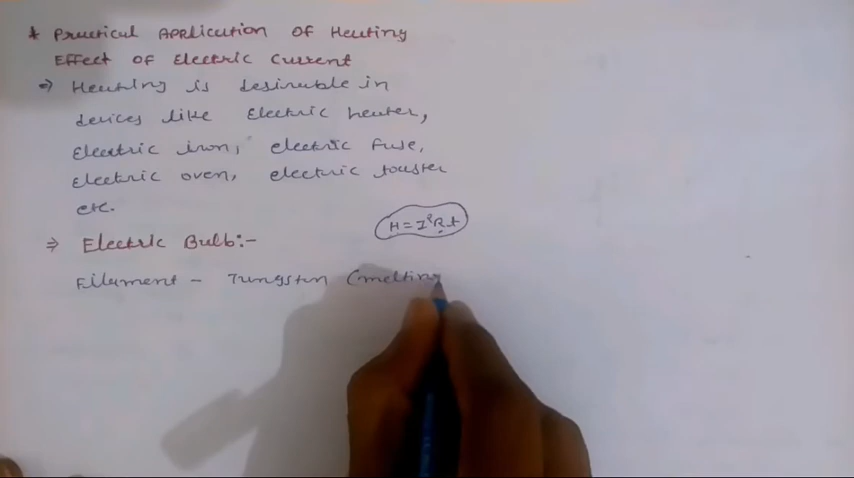 * Practical Application of Heating
Effect of Electric Current
⇒ Heating is desirable in
devices like Electric heater,
Electric iron, electric fuse,
Electric oven, electric toaster
etc.
H = I²Rt
⇒ Electric Bulb:-
Filament - Tungsten (melting